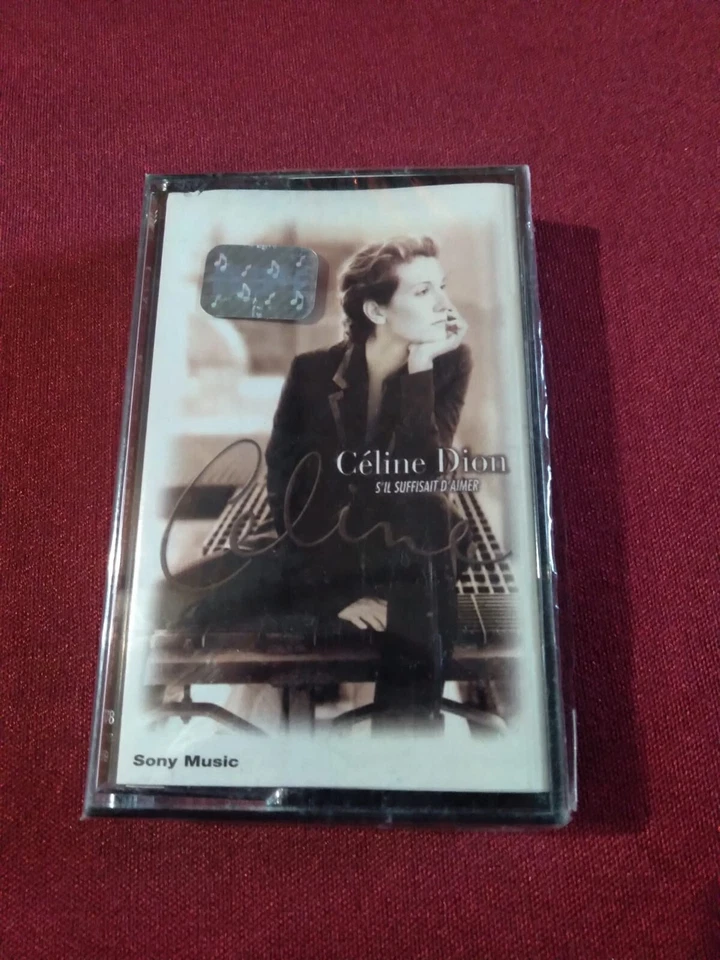 Céline Dion
S'IL SUFFISAIT D'AIMER
Céline
Sony Music